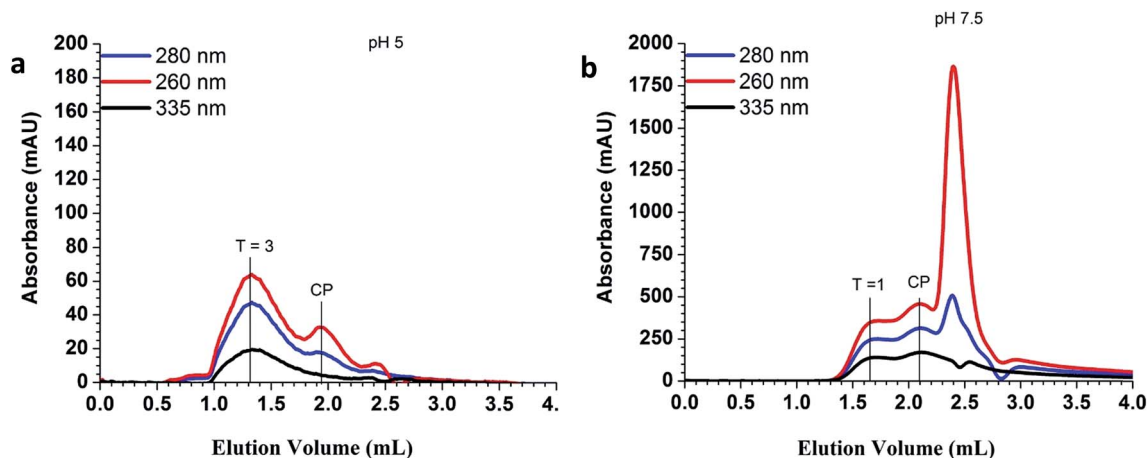 a
pH 5
280 nm
260 nm
335 nm
T = 3
CP
Absorbance (mAU)
200
180
160
140
120
100
80
60
40
20
0
0.0 0.5 1.0 1.5 2.0 2.5 3.0 3.5 4.
Elution Volume (mL)
b
pH 7.5
280 nm
260 nm
335 nm
T =1
CP
Absorbance (mAU)
2000
1750
1500
1250
1000
750
500
250
0
0.0 0.5 1.0 1.5 2.0 2.5 3.0 3.5 4.0
Elution Volume (mL)